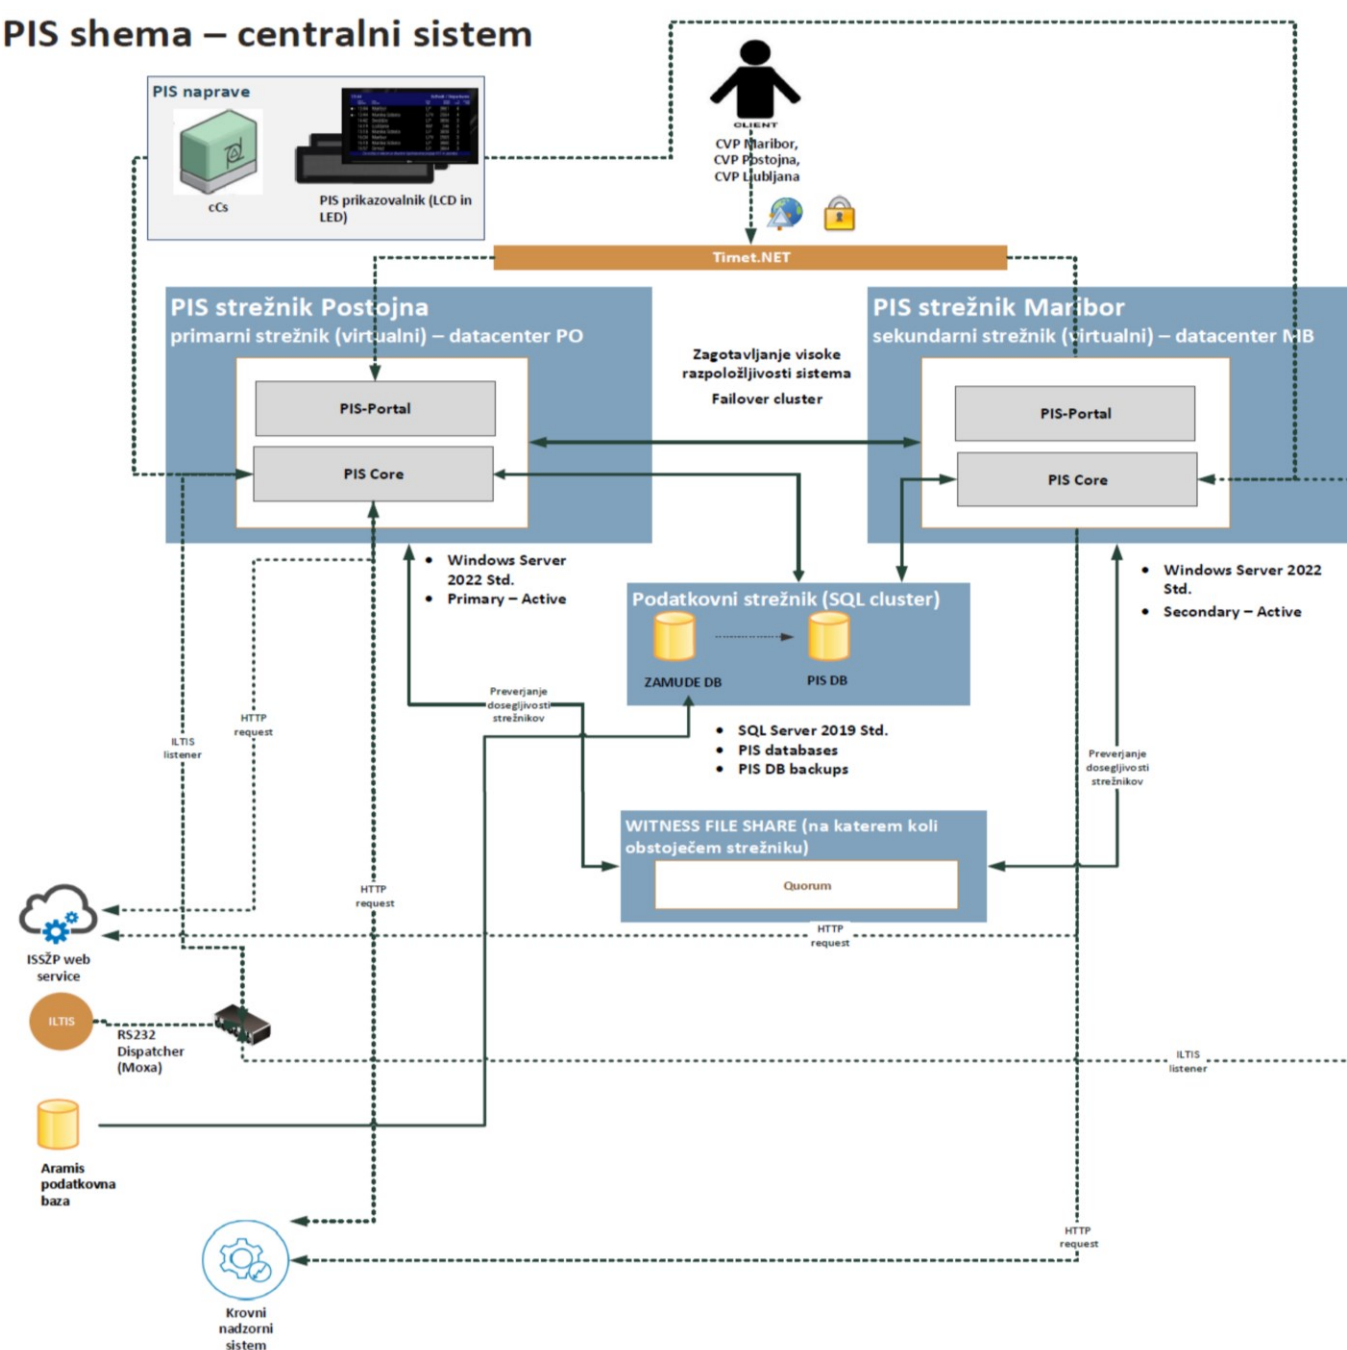 PIS shema – centralni sistem
PIS naprave
cCs
PIS prikazovalnik (LCD in
LED)
CLIENT
CVP Maribor,
CVP Postojna,
CVP Ljubljana
Timet.NET
PIS strežnik Postojna
primarni strežnik (virtualni) – datacenter PO
PIS-Portal
PIS Core
Zagotavljanje visoke
razpoložljivosti sistema
Failover cluster
PIS strežnik Maribor
sekundarni strežnik (virtualni) – datacenter MB
PIS-Portal
PIS Core
• Windows Server
2022 Std.
• Primary – Active
• Windows Server 2022
Std.
• Secondary – Active
Podatkovni strežnik (SQL cluster)
ZAMUDE DB
PIS DB
• SQL Server 2019 Std.
• PIS databases
• PIS DB backups
Preverjanje
dosegljivosti
strežnikov
HTTP
request
ILTIS
listener
Preverjanje
dosegljivosti
strežnikov
WITNESS FILE SHARE (na katerem koli
obstoječem strežniku)
Quorum
HTTP
request
HTTP
request
ISSŽP web
service
ILTIS
RS232
Dispatcher
(Moxa)
ILTIS
listener
Aramis
podatkovna
baza
HTTP
request
Krovni
nadzorni
sistem